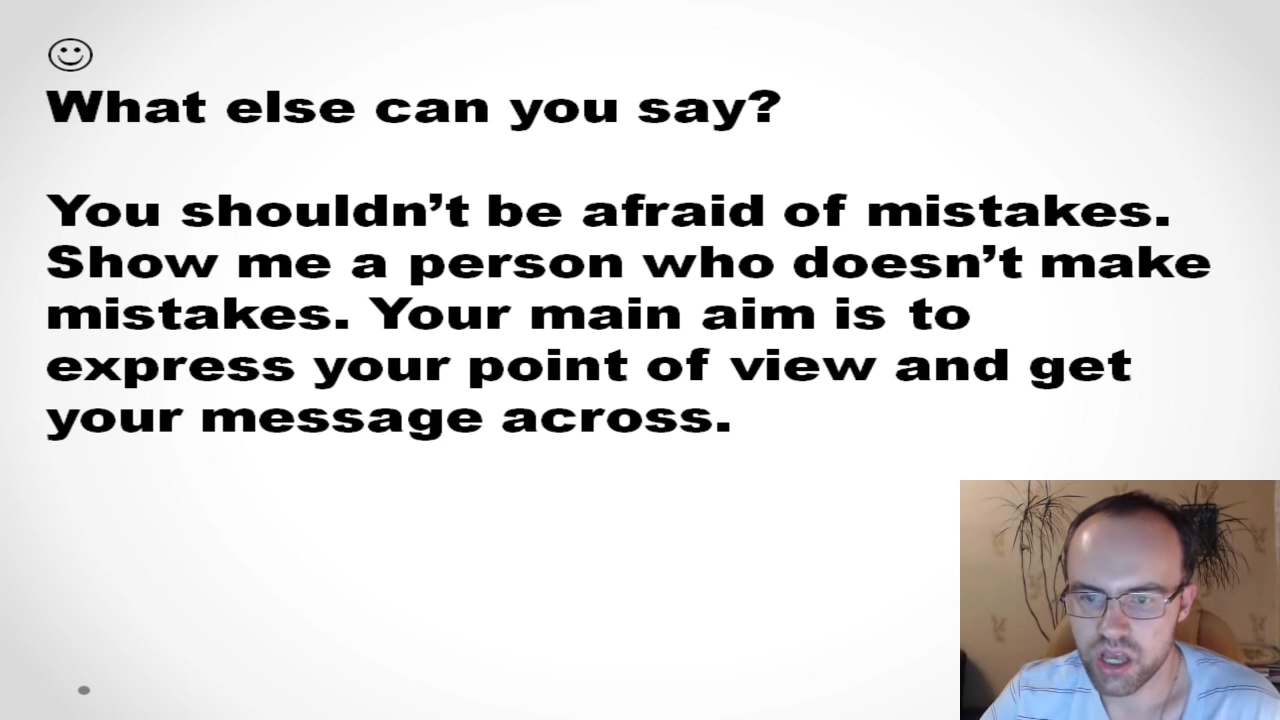 What else can you say?
You shouldn’t be afraid of mistakes.
Show me a person who doesn’t make
mistakes. Your main aim is to
express your point of view and get
your message across.